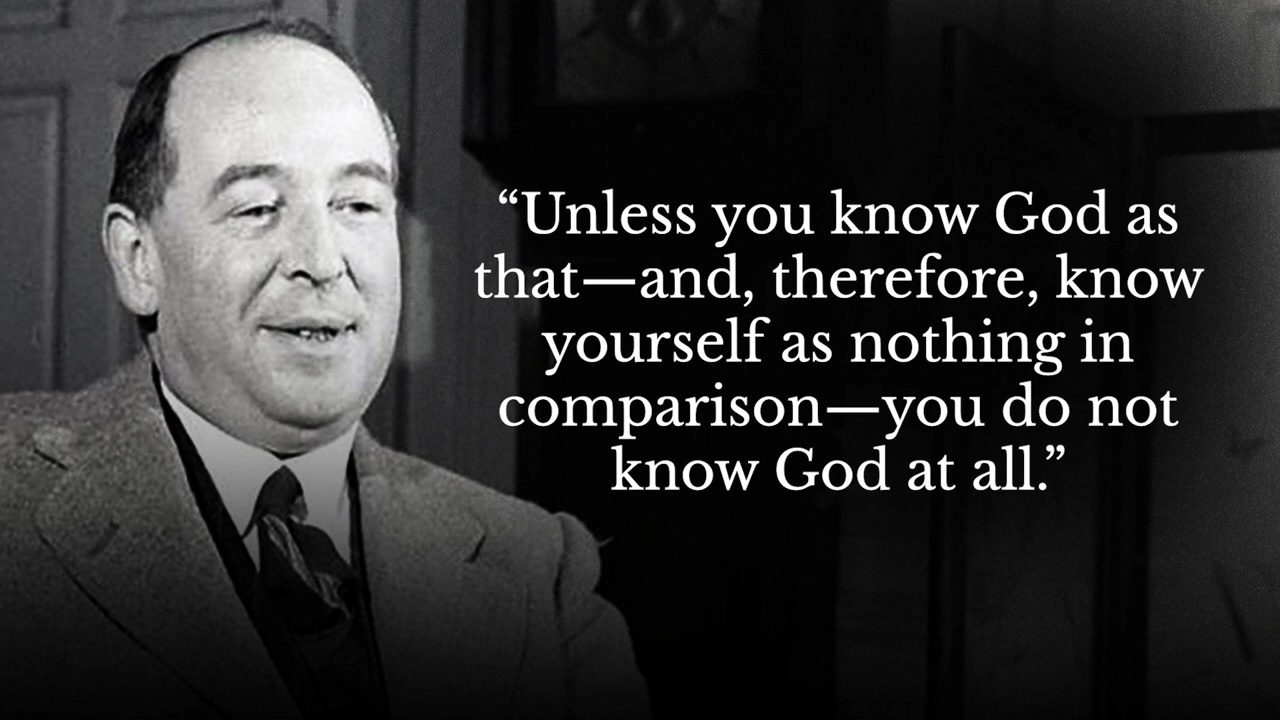 “Unless you know God as
that—and, therefore, know
yourself as nothing in
comparison—you do not
know God at all.”